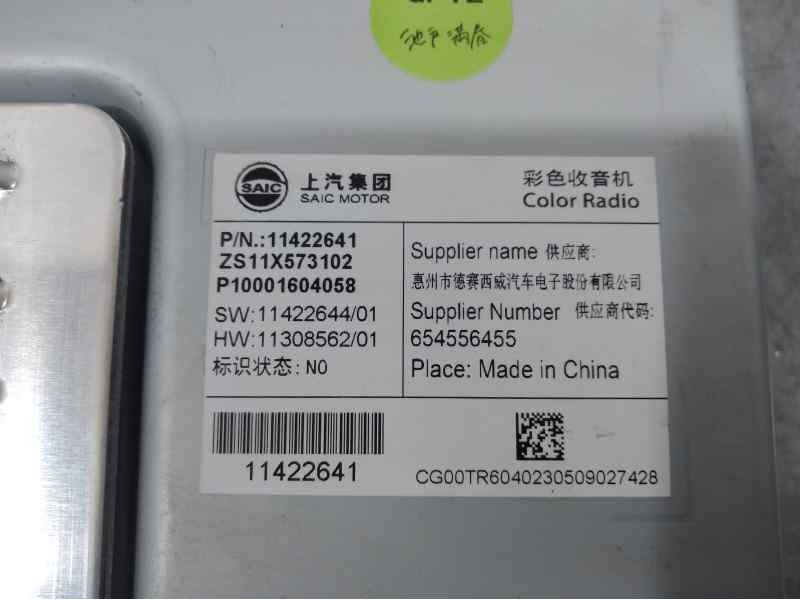 SAIC
上汽集团
SAIC MOTOR
彩色收音机
Color Radio
P/N.:11422641
ZS11X573102
P10001604058
SW:11422644/01
HW:11308562/01
标识状态: NO
Supplier name 供应商:
惠州市德赛西威汽车电子股份有限公司
Supplier Number 供应商代码:
654556455
Place: Made in China
11422641
CG00TR6040230509027428